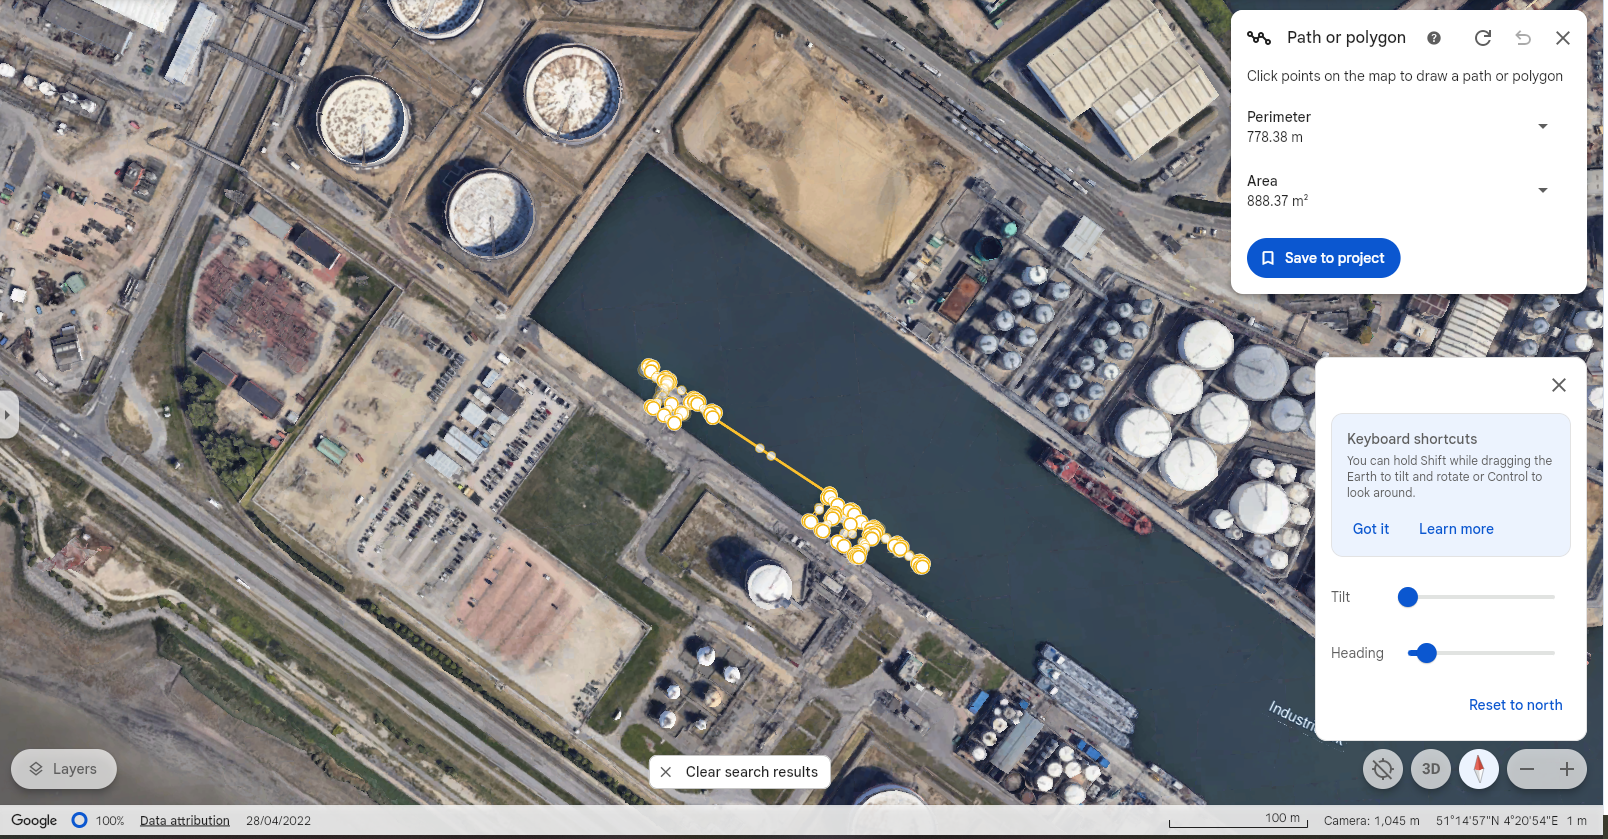 Path or polygon
Click points on the map to draw a path or polygon
Perimeter
778.38 m
Area
888.37 m²
Save to project
Keyboard shortcuts
You can hold Shift while dragging the
Earth to tilt and rotate or Control to
look around.
Got it Learn more
Tilt
Heading
Reset to north
Layers
Clear search results
3D
Google 100% Data attribution 28/04/2022 100 m Camera: 1,045 m 51°14'57"N 4°20'54"E 1 m